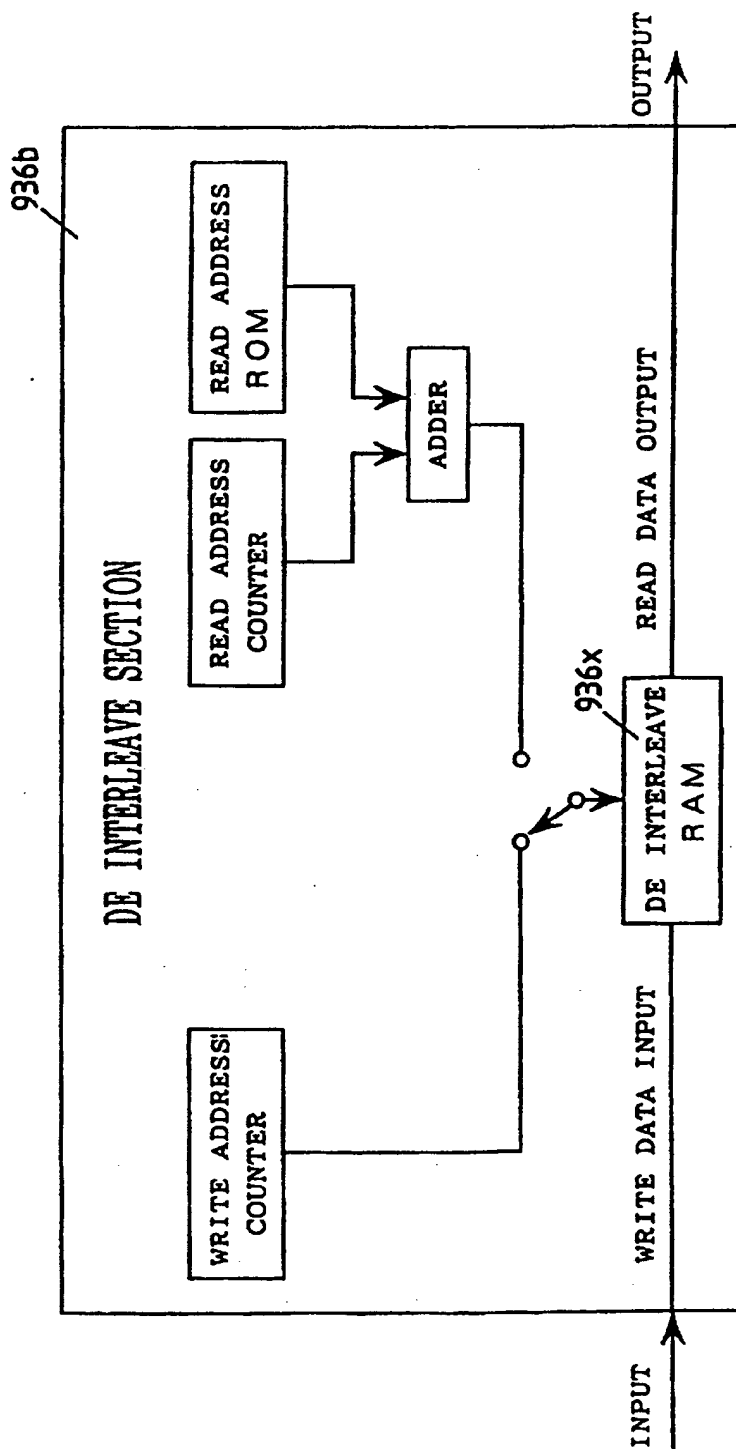 936b
DE INTERLEAVE SECTION
WRITE ADDRESS
COUNTER
READ ADDRESS
COUNTER
READ ADDRESS
ROM
ADDER
936x
INPUT
WRITE DATA INPUT
DE INTERLEAVE
RAM
READ DATA OUTPUT
OUTPUT